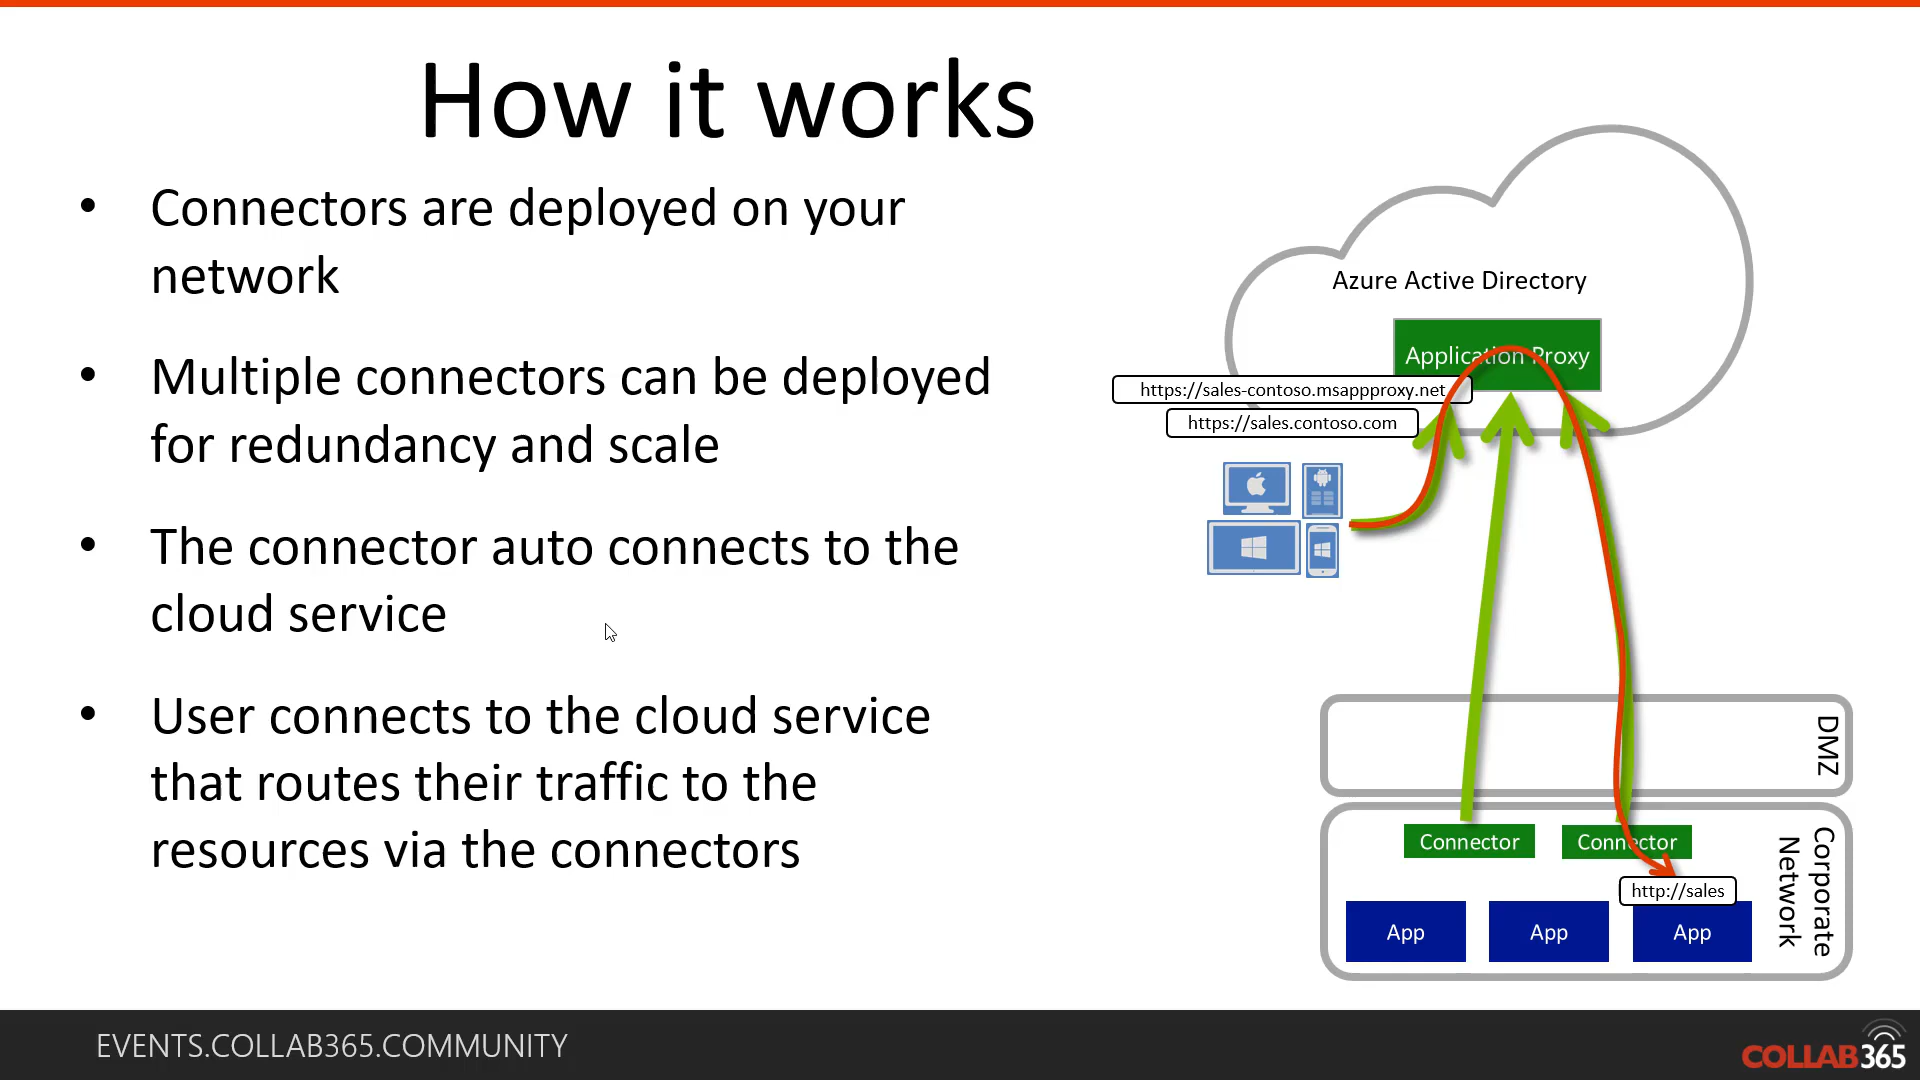 How it works
• Connectors are deployed on your
network
• Multiple connectors can be deployed
for redundancy and scale
• The connector auto connects to the
cloud service
• User connects to the cloud service
that routes their traffic to the
resources via the connectors
Azure Active Directory
Application Proxy
https://sales-contoso.msappproxy.net
https://sales.contoso.com
DMZ
Connector
Connector
Corporate
Network
http://sales
App
App
App
EVENTS.COLLAB365.COMMUNITY
COLLAB365